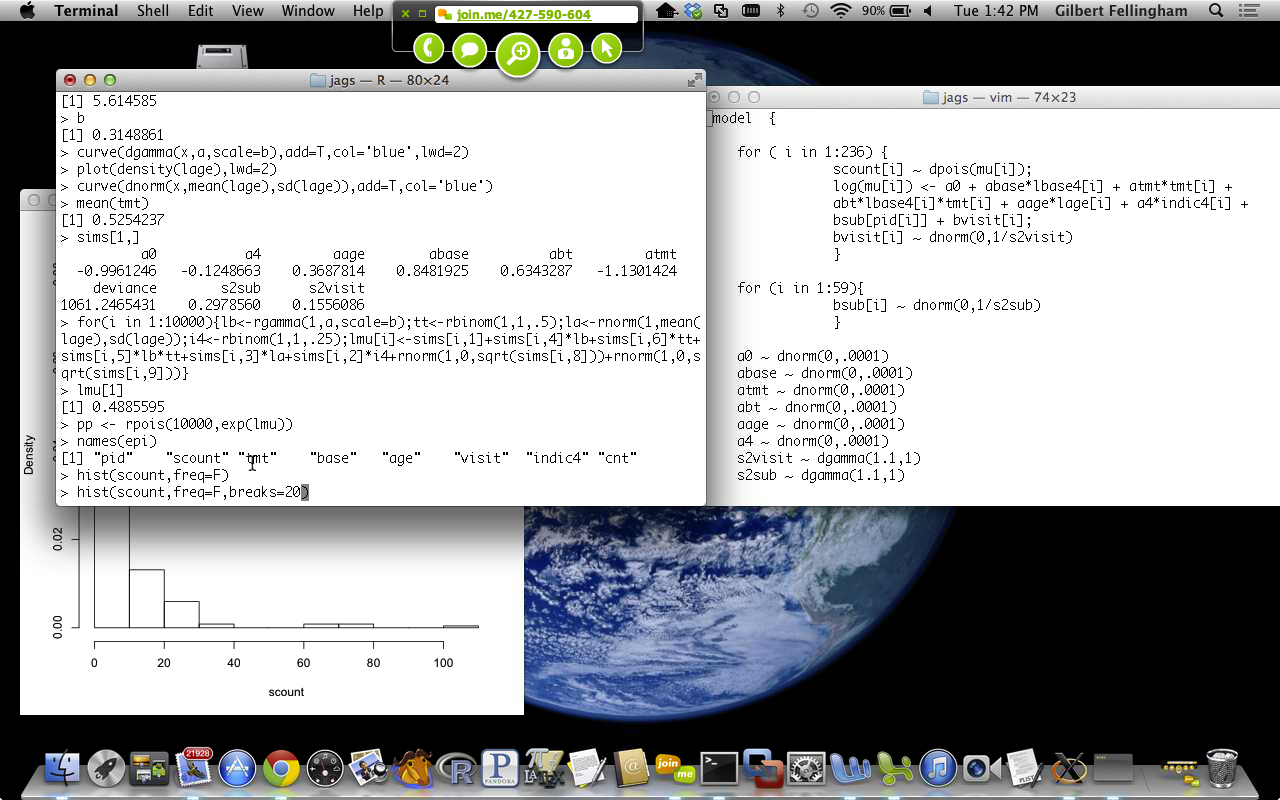 Terminal Shell Edit View Window Help
join.me/427-590-604
90% Tue 1:42 PM Gilbert Fellingham
jags — R — 80×24
[1] 5.614585
> b
[1] 0.3148861
> curve(dgamma(x,a,scale=b),add=T,col='blue',lwd=2)
> plot(density(lage),lwd=2)
> curve(dnorm(x,mean(lage),sd(lage)),add=T,col='blue')
> mean(tmt)
[1] 0.5254237
> sims[1,]
a0 a4 aage abase abt atmt
-0.9961246 -0.1248663 0.3687814 0.8481925 0.6343287 -1.1301424
deviance s2sub s2visit
1061.2465431 0.2978560 0.1556086
> for(i in 1:10000){lb<-rgamma(1,a,scale=b);tt<-rbinom(1,1,.5);la<-rnorm(1,mean(
lage),sd(lage));i4<-rbinom(1,1,.25);lmu[i]<-sims[i,1]+sims[i,4]*lb+sims[i,6]*tt+
sims[i,5]*lb*tt+sims[i,3]*la+sims[i,2]*i4+rnorm(1,0,sqrt(sims[i,8]))+rnorm(1,0,s
qrt(sims[i,9]))}
> lmu[1]
[1] 0.4885595
> pp <- rpois(10000,exp(lmu))
> names(epi)
[1] "pid" "scount" "tmt" "base" "age" "visit" "indic4" "cnt"
> hist(scount,freq=F)
> hist(scount,freq=F,breaks=20)
jags — vim — 74×23
model {
for ( i in 1:236) {
scount[i] ~ dpois(mu[i]);
log(mu[i]) <- a0 + abase*lbase4[i] + atmt*tmt[i] +
abt*lbase4[i]*tmt[i] + aage*lage[i] + a4*indic4[i] +
bsub[pid[i]] + bvisit[i];
bvisit[i] ~ dnorm(0,1/s2visit)
}
for (i in 1:59){
bsub[i] ~ dnorm(0,1/s2sub)
}
a0 ~ dnorm(0,.0001)
abase ~ dnorm(0,.0001)
atmt ~ dnorm(0,.0001)
abt ~ dnorm(0,.0001)
aage ~ dnorm(0,.0001)
a4 ~ dnorm(0,.0001)
s2visit ~ dgamma(1.1,1)
s2sub ~ dgamma(1.1,1)
Density
0.02
0.00
0 20 40 60 80 100
scount
21928
PANDORA
join me
PLIST